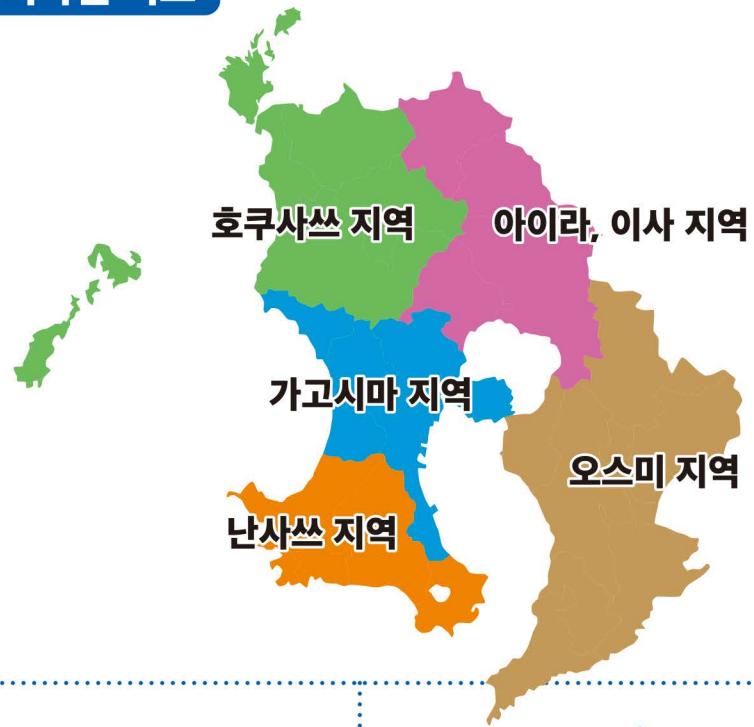 호쿠사쓰 지역
아이라, 이사 지역
가고시마 지역
오스미 지역
난사쓰 지역